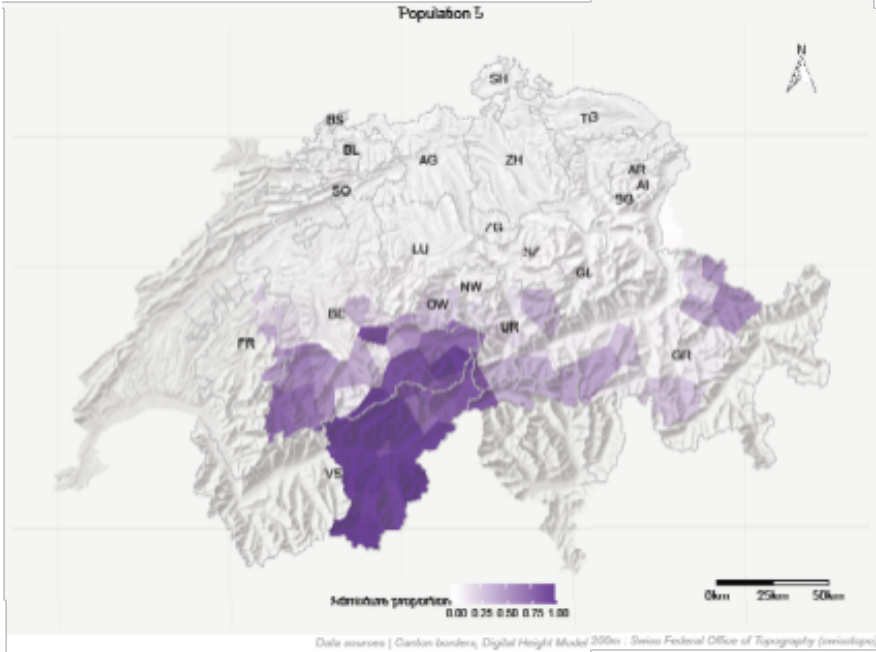 Population 5
N
SH
BS
TG
BL
AG
ZH
AR
AI
SO
SG
ZG
LU
SZ
GL
NW
OW
BE
UR
FR
GR
VS
Admixture proportion
0.00 0.25 0.50 0.75 1.00
0km 25km 50km
Data sources | Canton borders, Digital Height Model 200m : Swiss Federal Office of Topography (swisstopo)